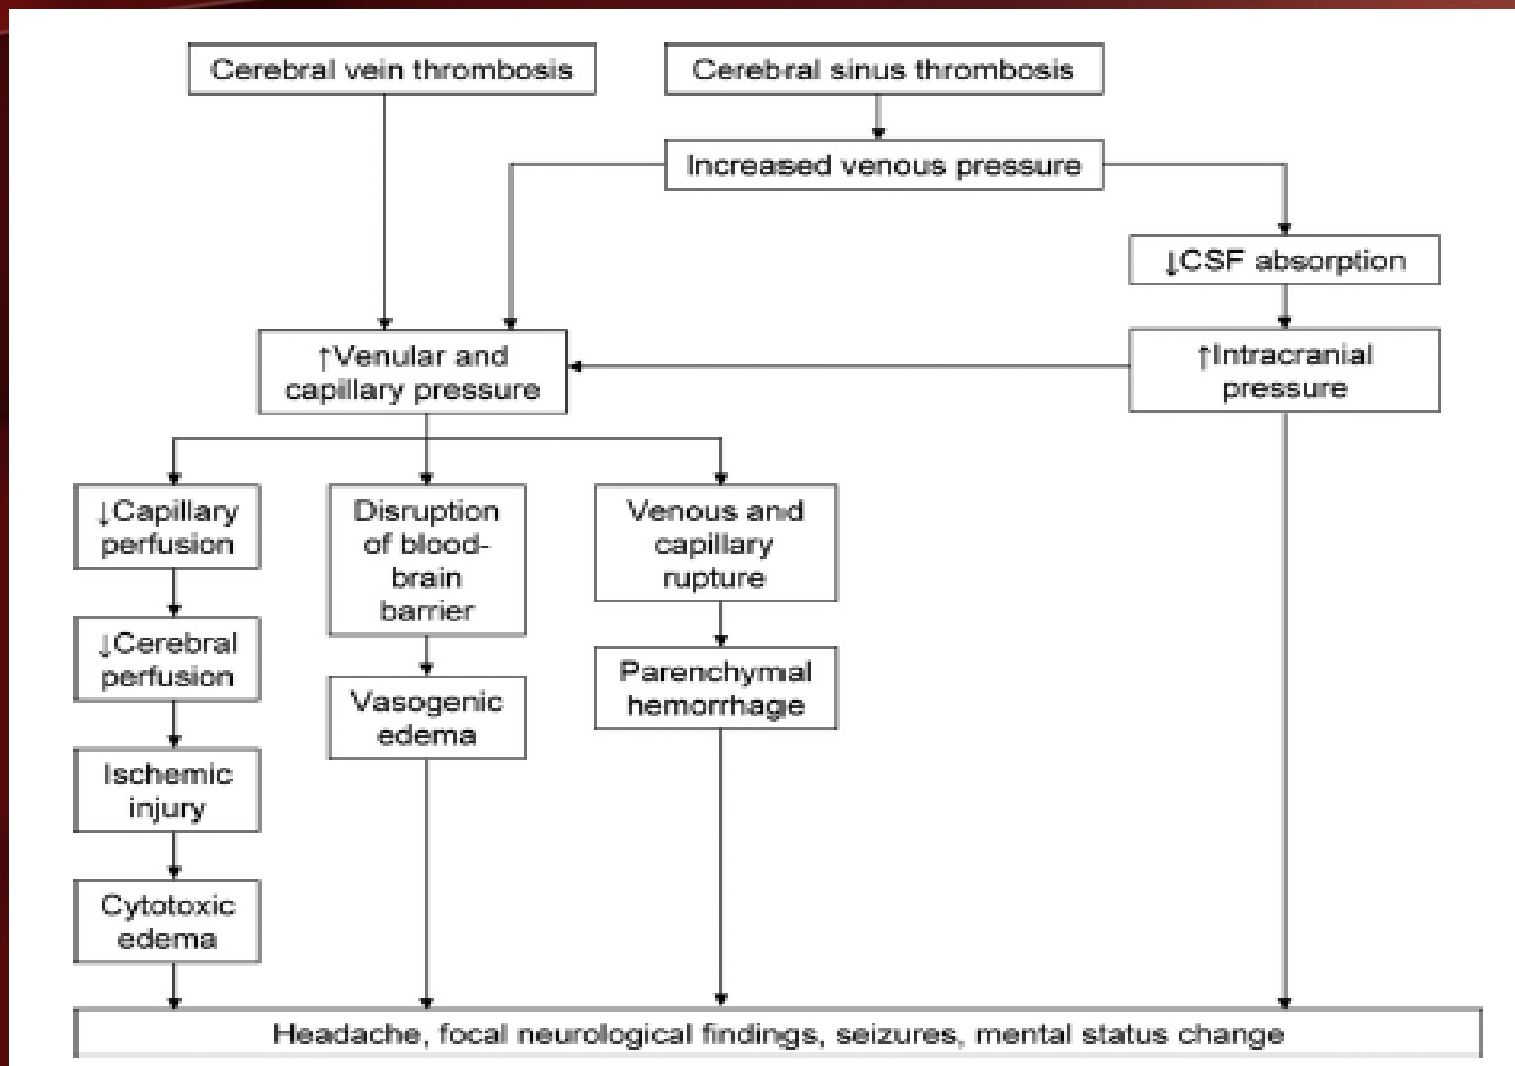 Cerebral vein thrombosis
Cerebral sinus thrombosis
Increased venous pressure
↓CSF absorption
↑Venular and
capillary pressure
↑Intracranial
pressure
↓Capillary
perfusion
Disruption
of blood-
brain
barrier
Venous and
capillary
rupture
↓Cerebral
perfusion
Vasogenic
edema
Parenchymal
hemorrhage
Ischemic
injury
Cytotoxic
edema
Headache, focal neurological findings, seizures, mental status change